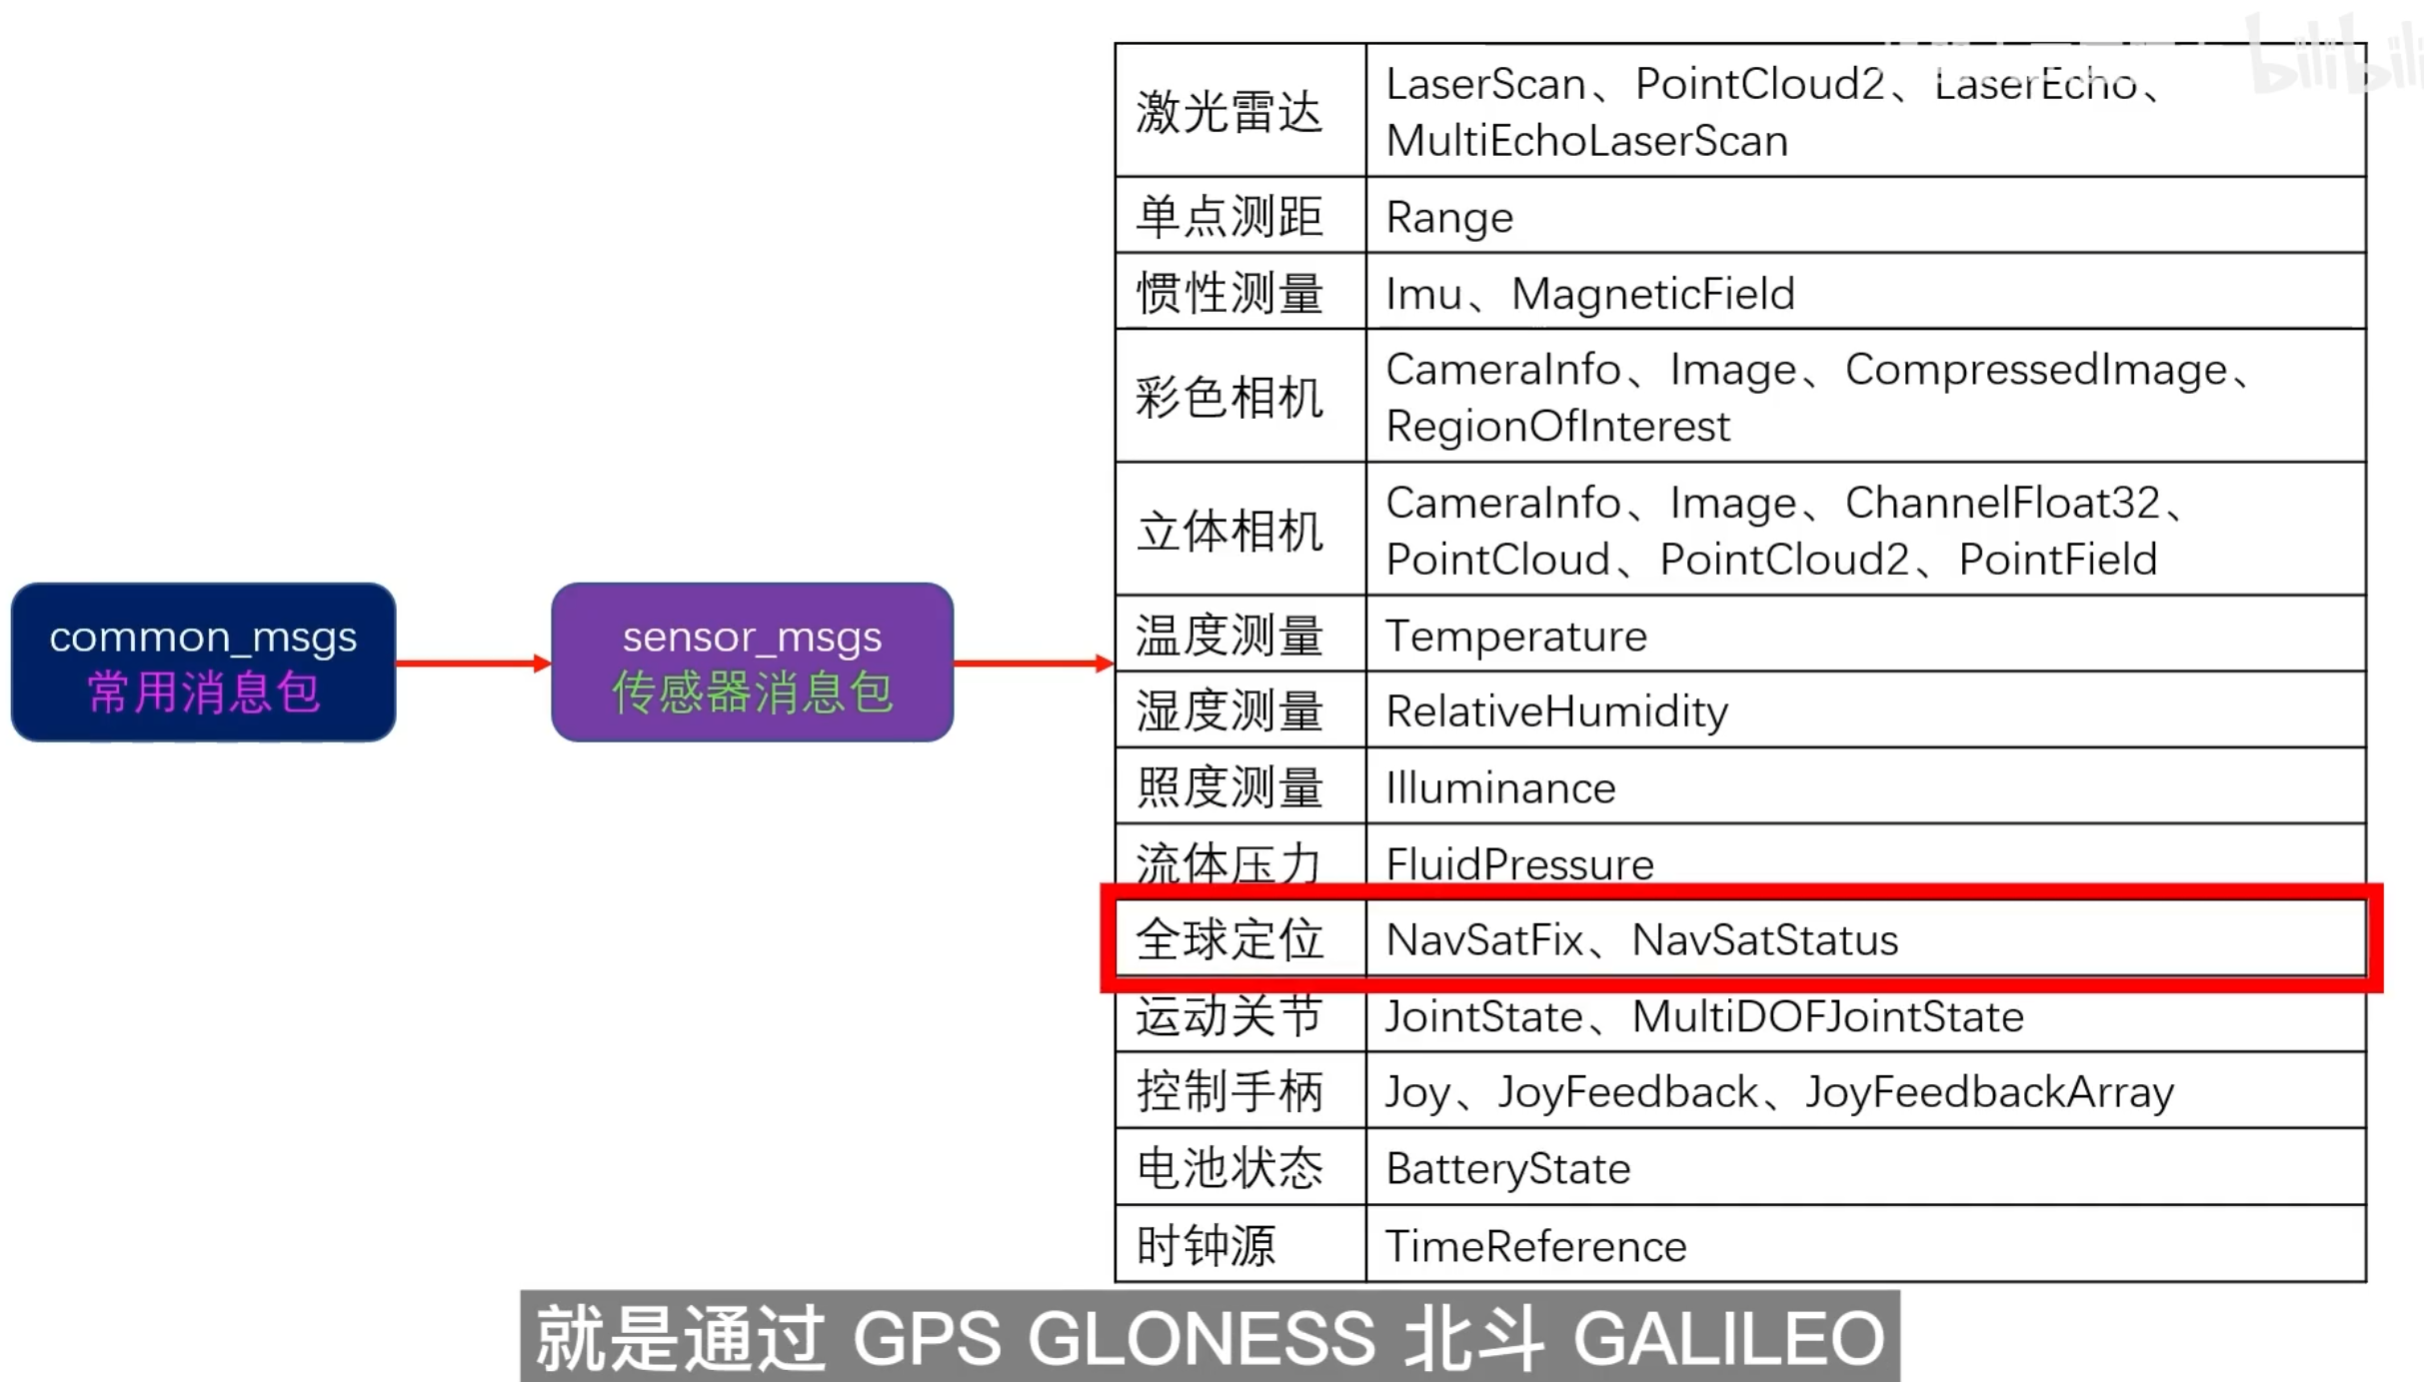 bilibili
激光雷达
LaserScan、PointCloud2、LaserEcho、
MultiEchoLaserScan
单点测距
Range
惯性测量
Imu、MagneticField
彩色相机
CameraInfo、Image、CompressedImage、
RegionOfInterest
立体相机
CameraInfo、Image、ChannelFloat32、
PointCloud、PointCloud2、PointField
common_msgs
常用消息包
sensor_msgs
传感器消息包
温度测量
Temperature
湿度测量
RelativeHumidity
照度测量
Illuminance
流体压力
FluidPressure
全球定位
NavSatFix、NavSatStatus
运动关节
JointState、MultiDOFJointState
控制手柄
Joy、JoyFeedback、JoyFeedbackArray
电池状态
BatteryState
时钟源
TimeReference
就是通过 GPS GLONESS 北斗 GALILEO